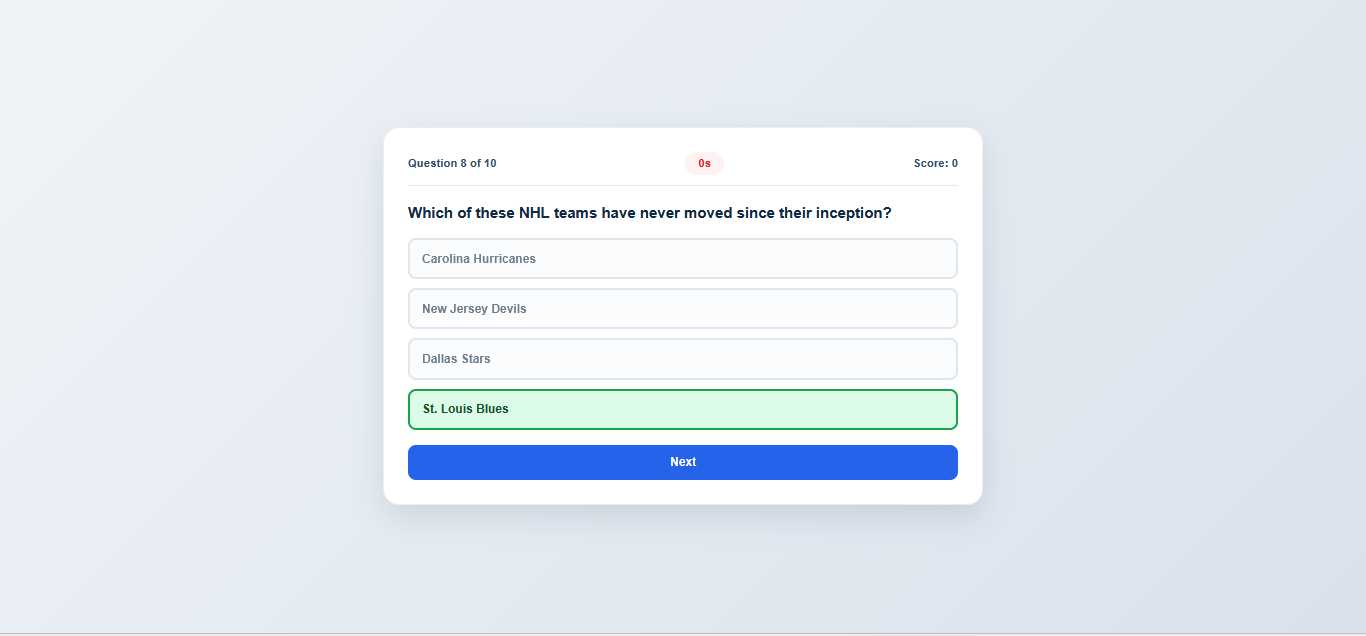 Question 8 of 10
0s
Score: 0
Which of these NHL teams have never moved since their inception?
Carolina Hurricanes
New Jersey Devils
Dallas Stars
St. Louis Blues
Next